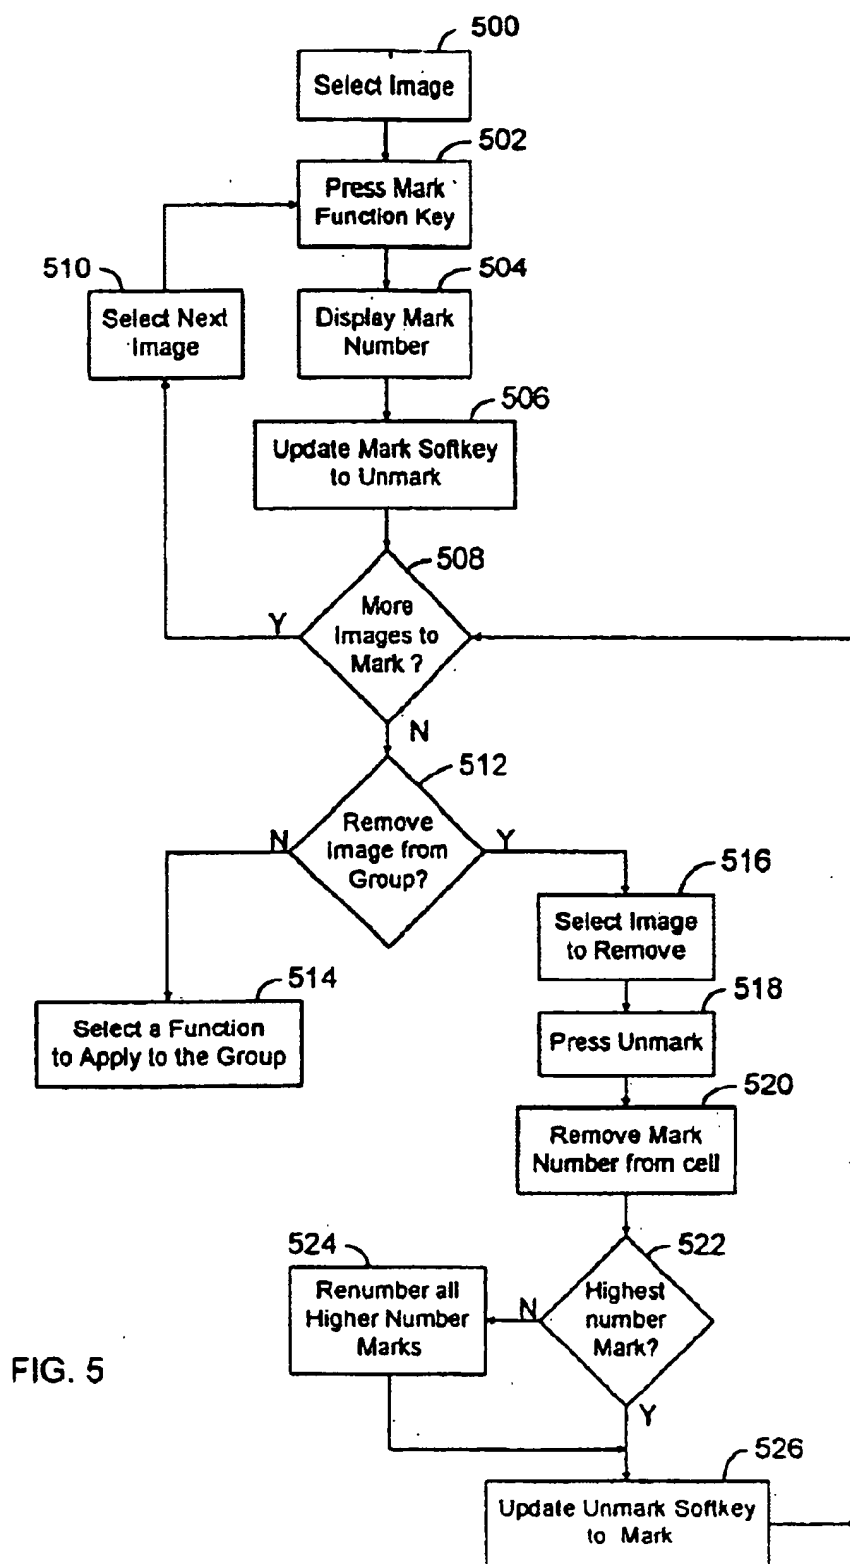 500
Select Image
502
Press Mark
Function Key
510
504
Select Next
Image
Display Mark
Number
506
Update Mark Softkey
to Unmark
508
More
Images to
Mark ?
Y
N
512
Remove
Image from
Group?
N
Y
516
Select Image
to Remove
514
Select a Function
to Apply to the Group
518
Press Unmark
520
Remove Mark
Number from cell
524
522
Renumber all
Higher Number
Marks
Highest
number
Mark?
N
Y
FIG. 5
526
Update Unmark Softkey
to Mark